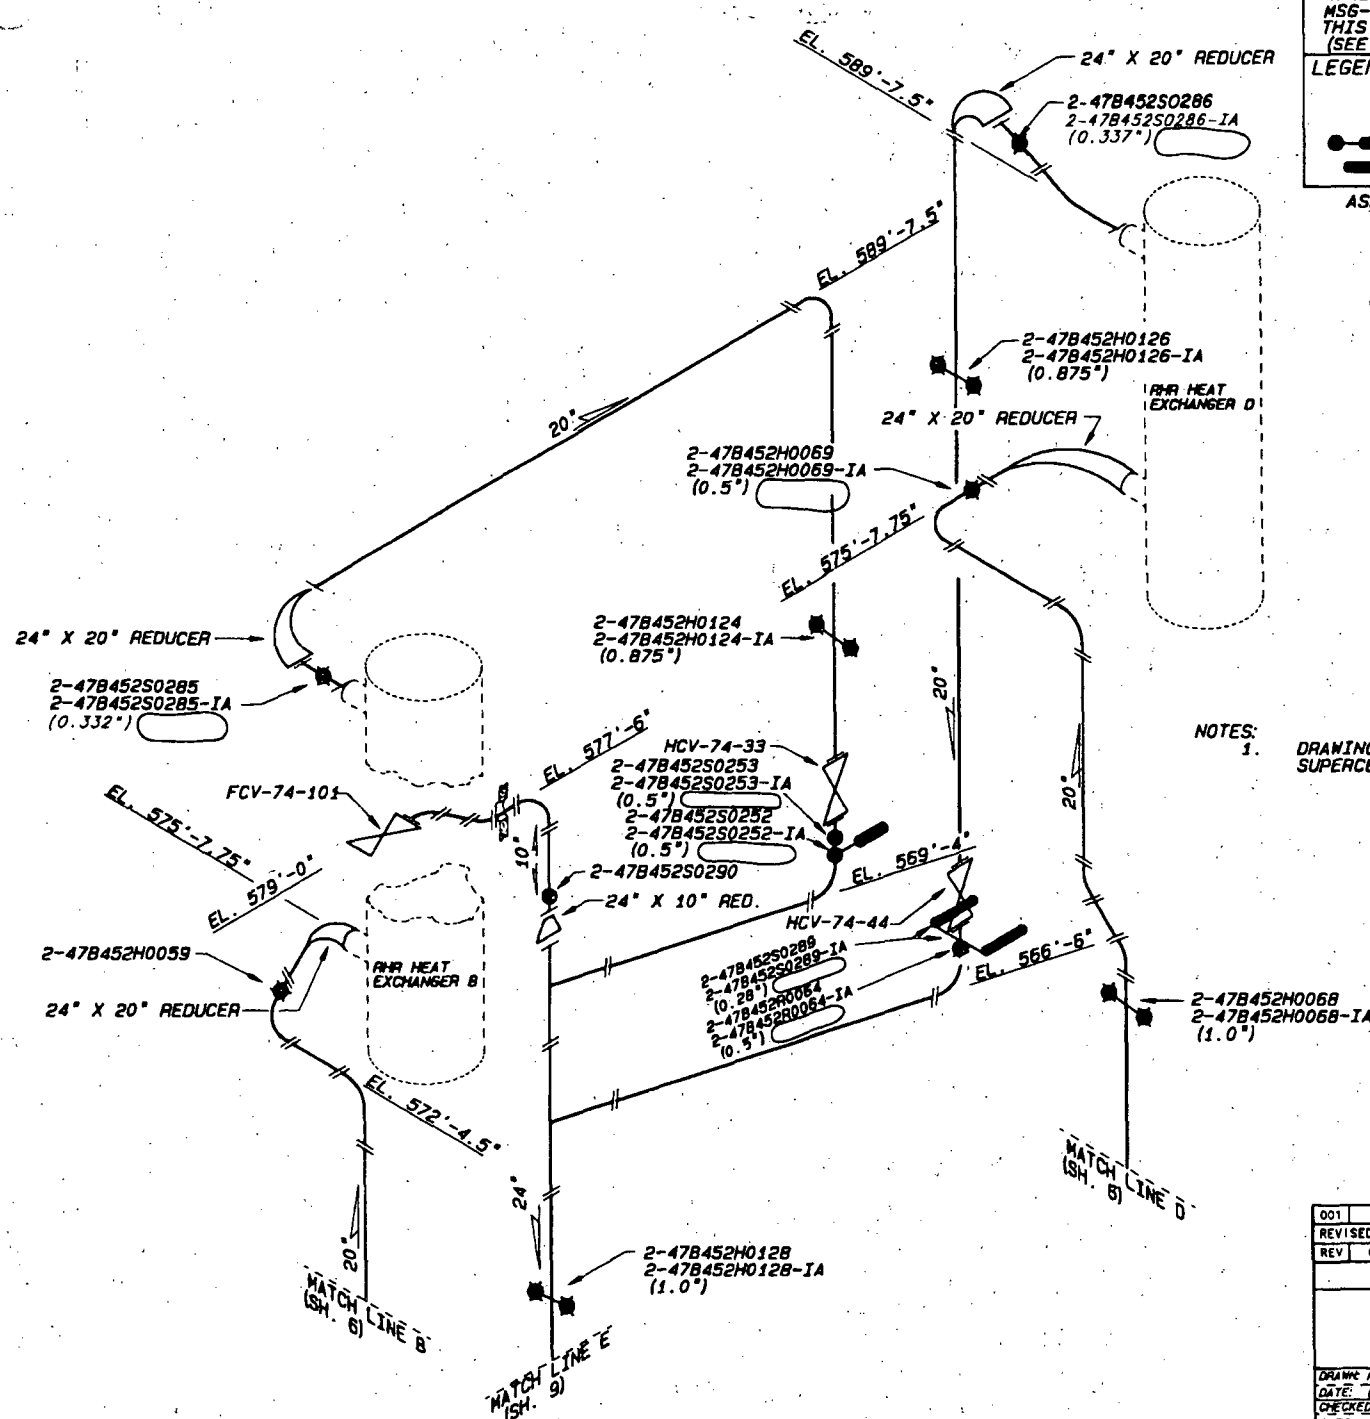 MSG-
THIS
(SEE
LEGEN
AS
EL. 589'-7.5"
24" X 20" REDUCER
2-47B452S0286
2-47B452S0286-IA
(0.337")
EL. 589'-7.5"
2-47B452H0126
2-47B452H0126-IA
(0.875")
RHR HEAT
EXCHANGER D
24" X 20" REDUCER
20"
2-47B452H0069
2-47B452H0069-IA
(0.5")
EL. 575'-7.75"
24" X 20" REDUCER
2-47B452H0124
2-47B452H0124-IA
(0.875")
2-47B452S0285
2-47B452S0285-IA
(0.332")
20"
20"
NOTES:
1. DRAWING
SUPERCE
EL. 577'-6"
HCV-74-33
2-47B452S0253
2-47B452S0253-IA
(0.5")
2-47B452S0252
2-47B452S0252-IA
(0.5")
FCV-74-101
EL. 575'-7.75"
EL. 579'-0"
10"
2-47B452S0290
24" X 10" RED.
EL. 569'-4"
HCV-74-44
2-47B452H0059
RHR HEAT
EXCHANGER B
24" X 20" REDUCER
2-47B452S0289
2-47B452S0289-IA
(0.28")
2-47B452R0064
2-47B452R0064-IA
(0.5")
EL. 566'-6"
2-47B452H0068
2-47B452H0068-IA
(1.0")
EL. 572'-4.5"
MATCH LINE D
(SH. 6)
24"
20"
2-47B452H0128
2-47B452H0128-IA
(1.0")
MATCH LINE B
(SH. 6)
MATCH LINE E
(SH. 9)
001
REVISED
REV
DRAWN:
DATE:
CHECKED